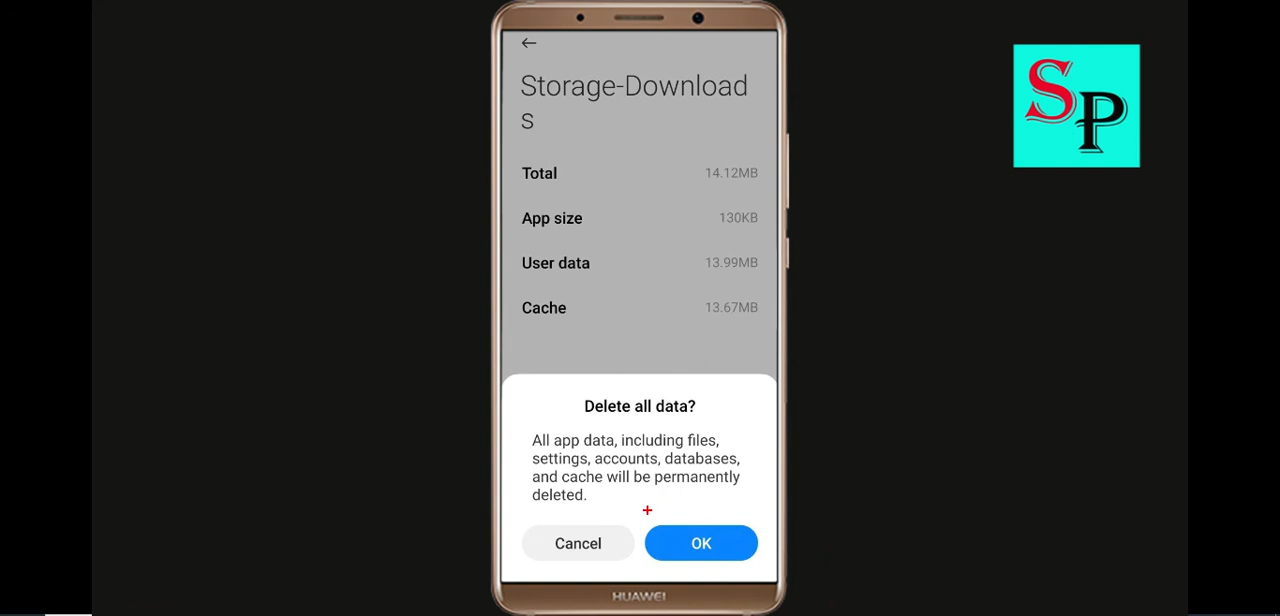 SP
Storage-Download
s
Total 14.12MB
App size 130KB
User data 13.99MB
Cache 13.67MB
Delete all data?
All app data, including files,
settings, accounts, databases,
and cache will be permanently
deleted.
Cancel OK
HUAWEI